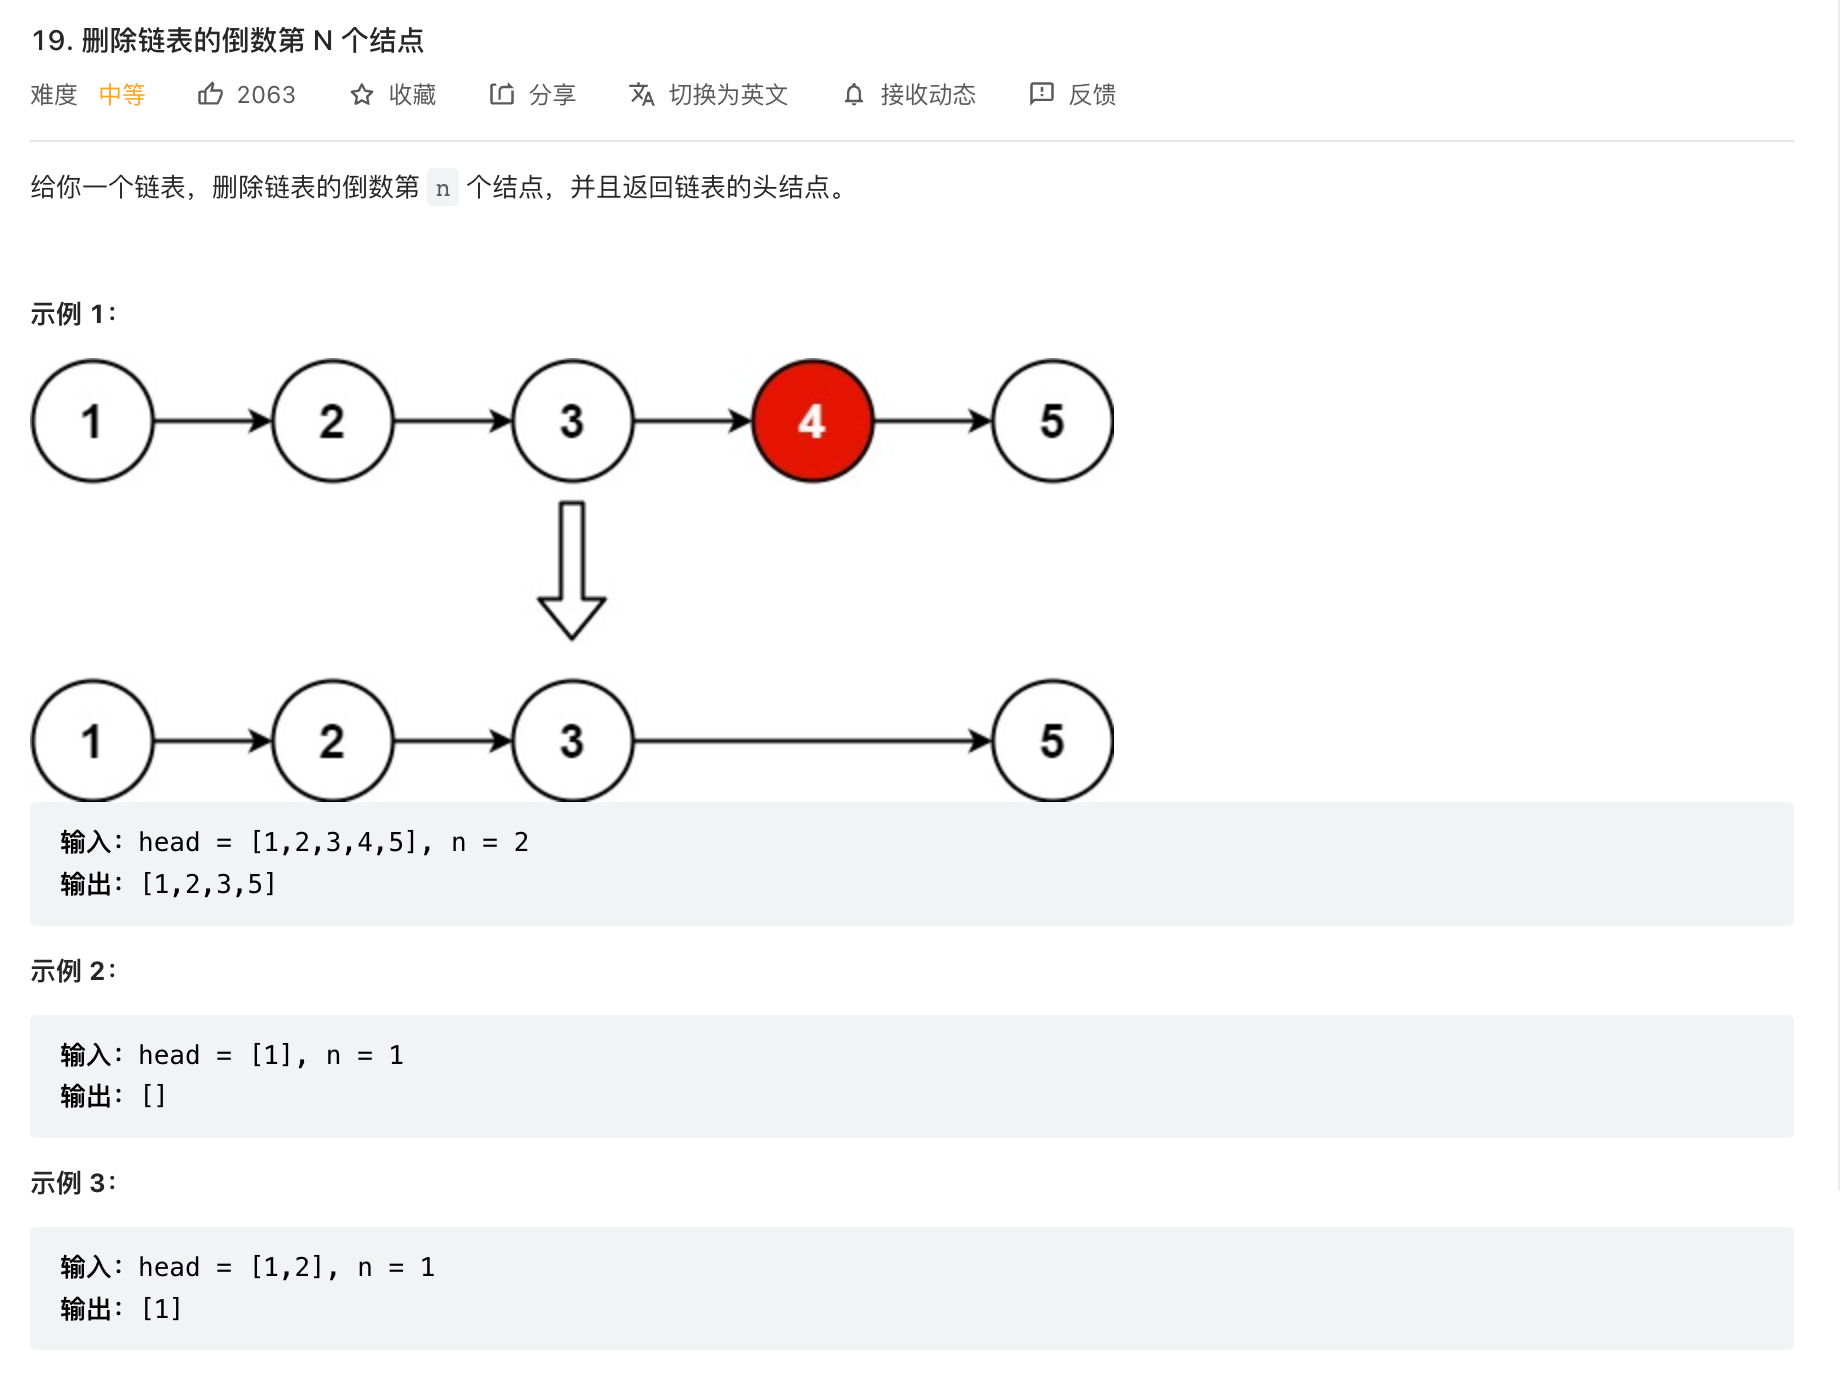 19. 删除链表的倒数第 N 个结点
难度 中等 2063 收藏 分享 切换为英文 接收动态 反馈
给你一个链表，删除链表的倒数第 n 个结点，并且返回链表的头结点。
示例 1：
1 2 3 4 5
1 2 3 5
输入：head = [1,2,3,4,5], n = 2
输出：[1,2,3,5]
示例 2：
输入：head = [1], n = 1
输出：[]
示例 3：
输入：head = [1,2], n = 1
输出：[1]